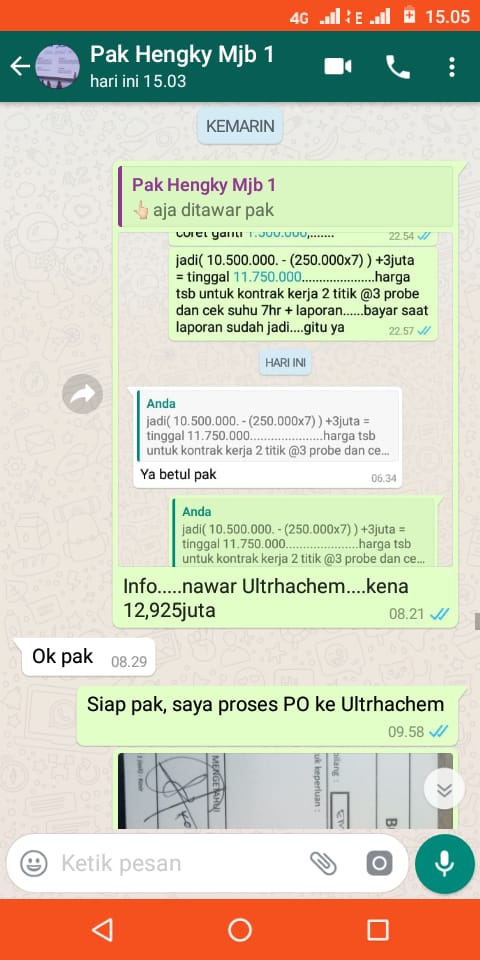 4G E 15.05
Pak Hengky Mjb 1
hari ini 15.03
KEMARIN
Pak Hengky Mjb 1
👆🏻 aja ditawar pak
coret ganti 1.500.000,.......
22.54
jadi( 10.500.000. - (250.000x7) ) +3juta
= tinggal 11.750.000.....................harga
tsb untuk kontrak kerja 2 titik @3 probe
dan cek suhu 7hr + laporan......bayar saat
laporan sudah jadi....gitu ya
22.57
HARI INI
Anda
jadi( 10.500.000. - (250.000x7) ) +3juta =
tinggal 11.750.000.....................harga tsb
untuk kontrak kerja 2 titik @3 probe dan ce...
Ya betul pak
06.34
Anda
jadi( 10.500.000. - (250.000x7) ) +3juta =
tinggal 11.750.000.....................harga tsb
untuk kontrak kerja 2 titik @3 probe dan ce...
Info.....nawar Ultrhachem....kena
12,925juta
08.21
Ok pak
08.29
Siap pak, saya proses PO ke Ultrhachem
09.58
MENGETAHUI
uk keperluan :
Ketik pesan